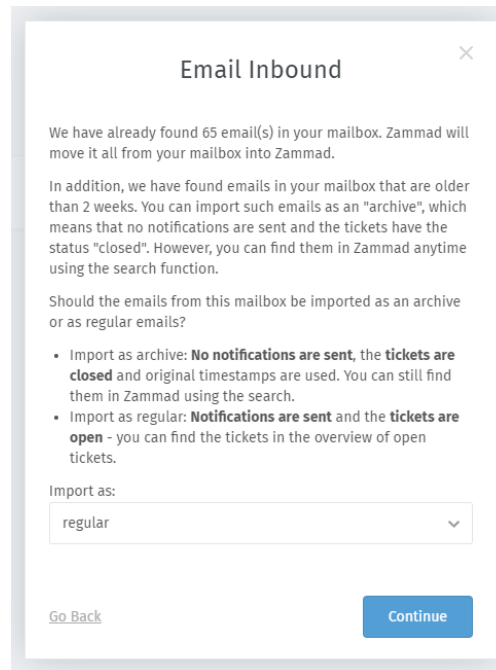 Email Inbound
We have already found 65 email(s) in your mailbox. Zammad will
move it all from your mailbox into Zammad.
In addition, we have found emails in your mailbox that are older
than 2 weeks. You can import such emails as an "archive", which
means that no notifications are sent and the tickets have the
status "closed". However, you can find them in Zammad anytime
using the search function.
Should the emails from this mailbox be imported as an archive
or as regular emails?
• Import as archive: No notifications are sent, the tickets are
closed and original timestamps are used. You can still find
them in Zammad using the search.
• Import as regular: Notifications are sent and the tickets are
open - you can find the tickets in the overview of open
tickets.
Import as:
regular
Go Back
Continue